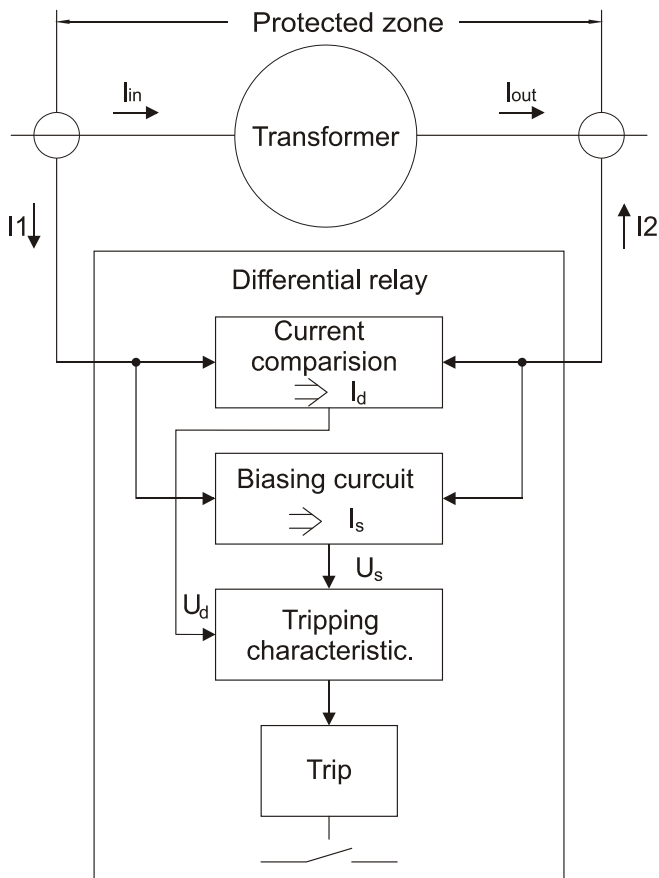 Protected zone
Iin
Iout
Transformer
I1
I2
Differential relay
Current
comparision
Id
Biasing curcuit
Is
Us
Ud
Tripping
characteristic.
Trip